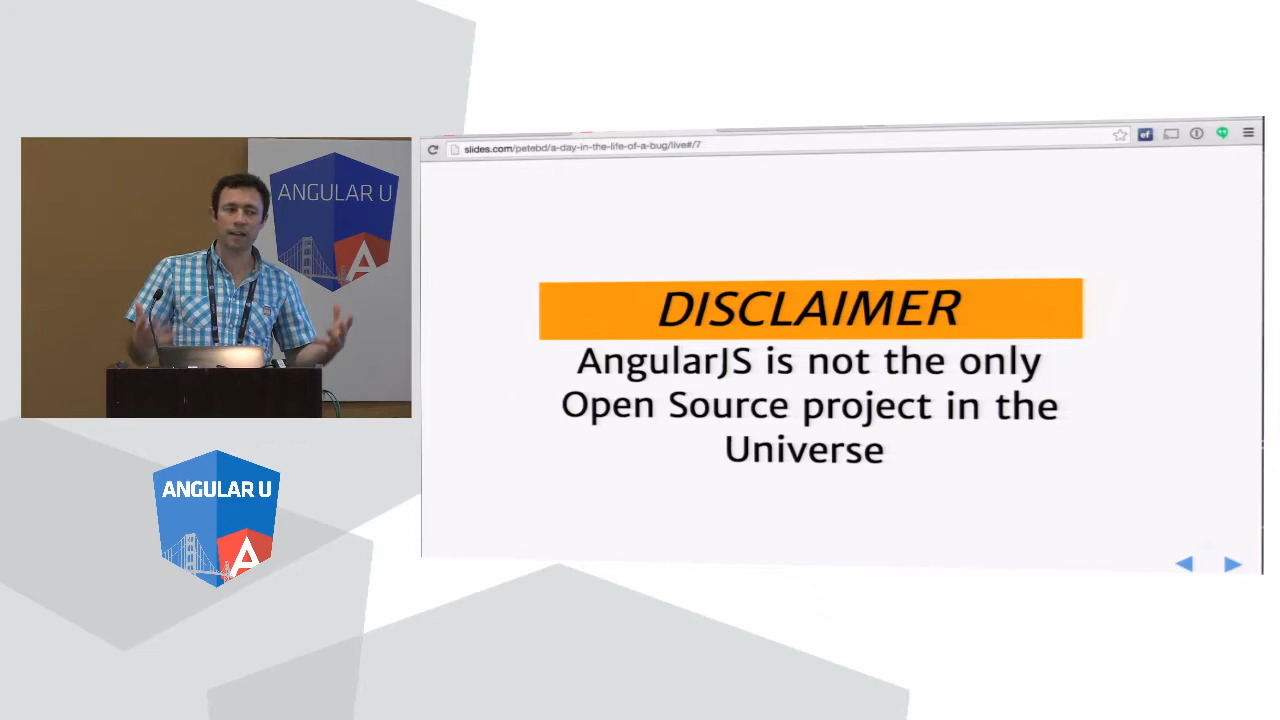 ANGULAR U
A
slides.com/petebd/a-day-in-the-life-of-a-bug/live#/7
ef
DISCLAIMER
AngularJS is not the only
Open Source project in the
Universe
ANGULAR U
A